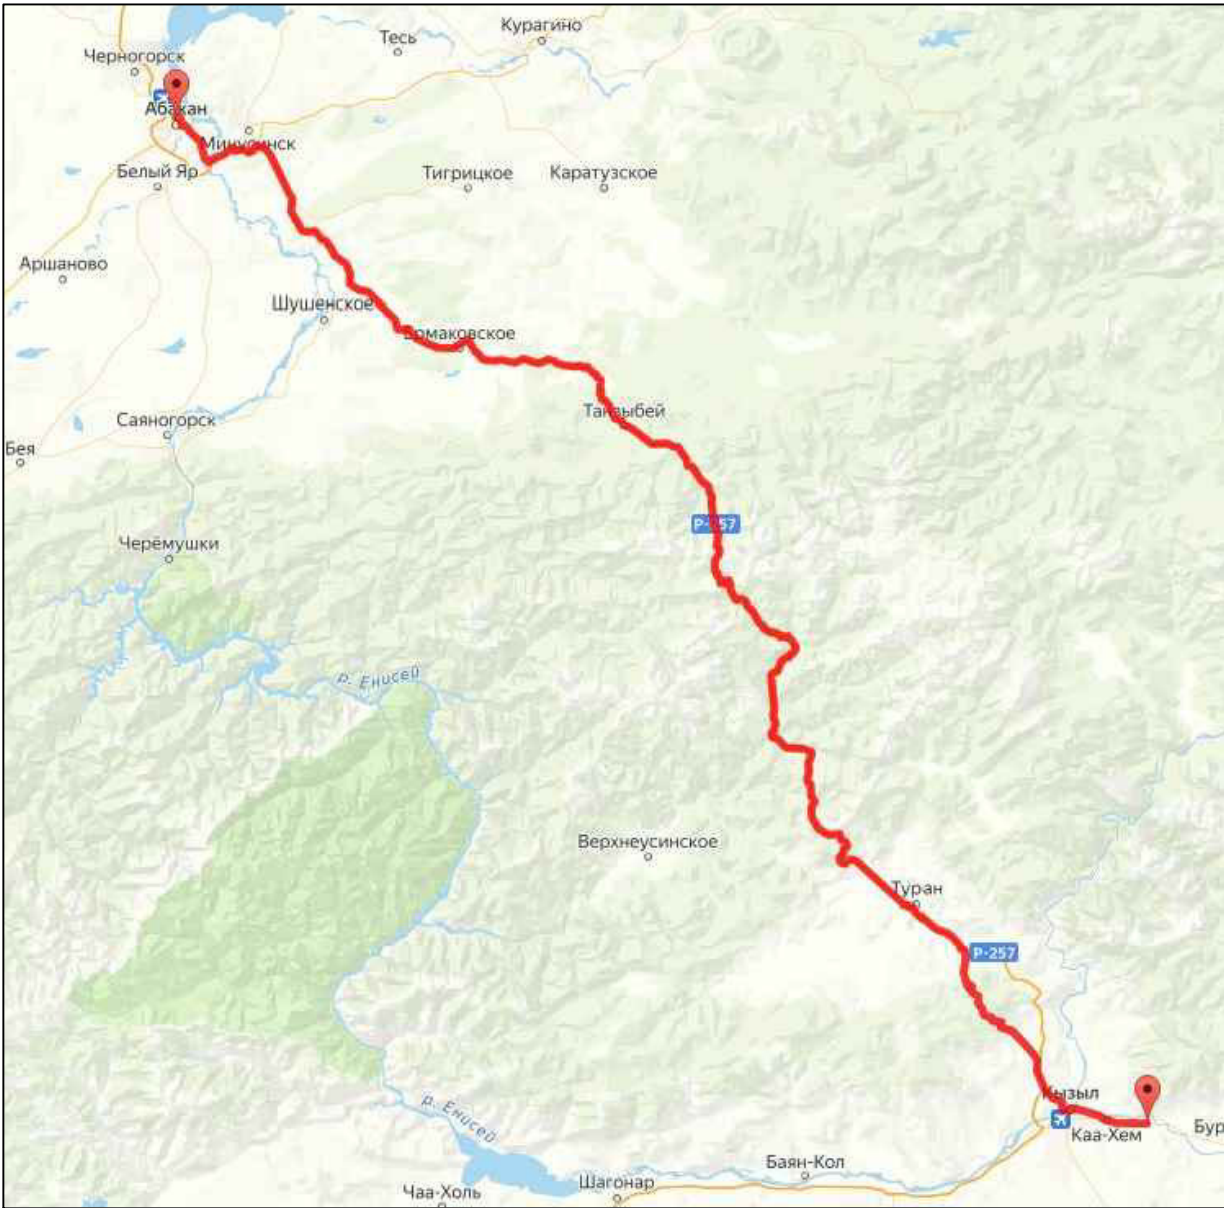 Курагино
Тесь
Черногорск
Абакан
Минусинск
Белый Яр
Тигрицкое
Каратузское
Аршаново
Шушенское
Ермаковское
Танзыбей
Саяногорск
Бея
Р-257
Черёмушки
р. Енисей
Верхнеусинское
Туран
Р-257
Кызыл
р. Енисей
Каа-Хем
Бур
Баян-Кол
Шагонар
Чаа-Холь